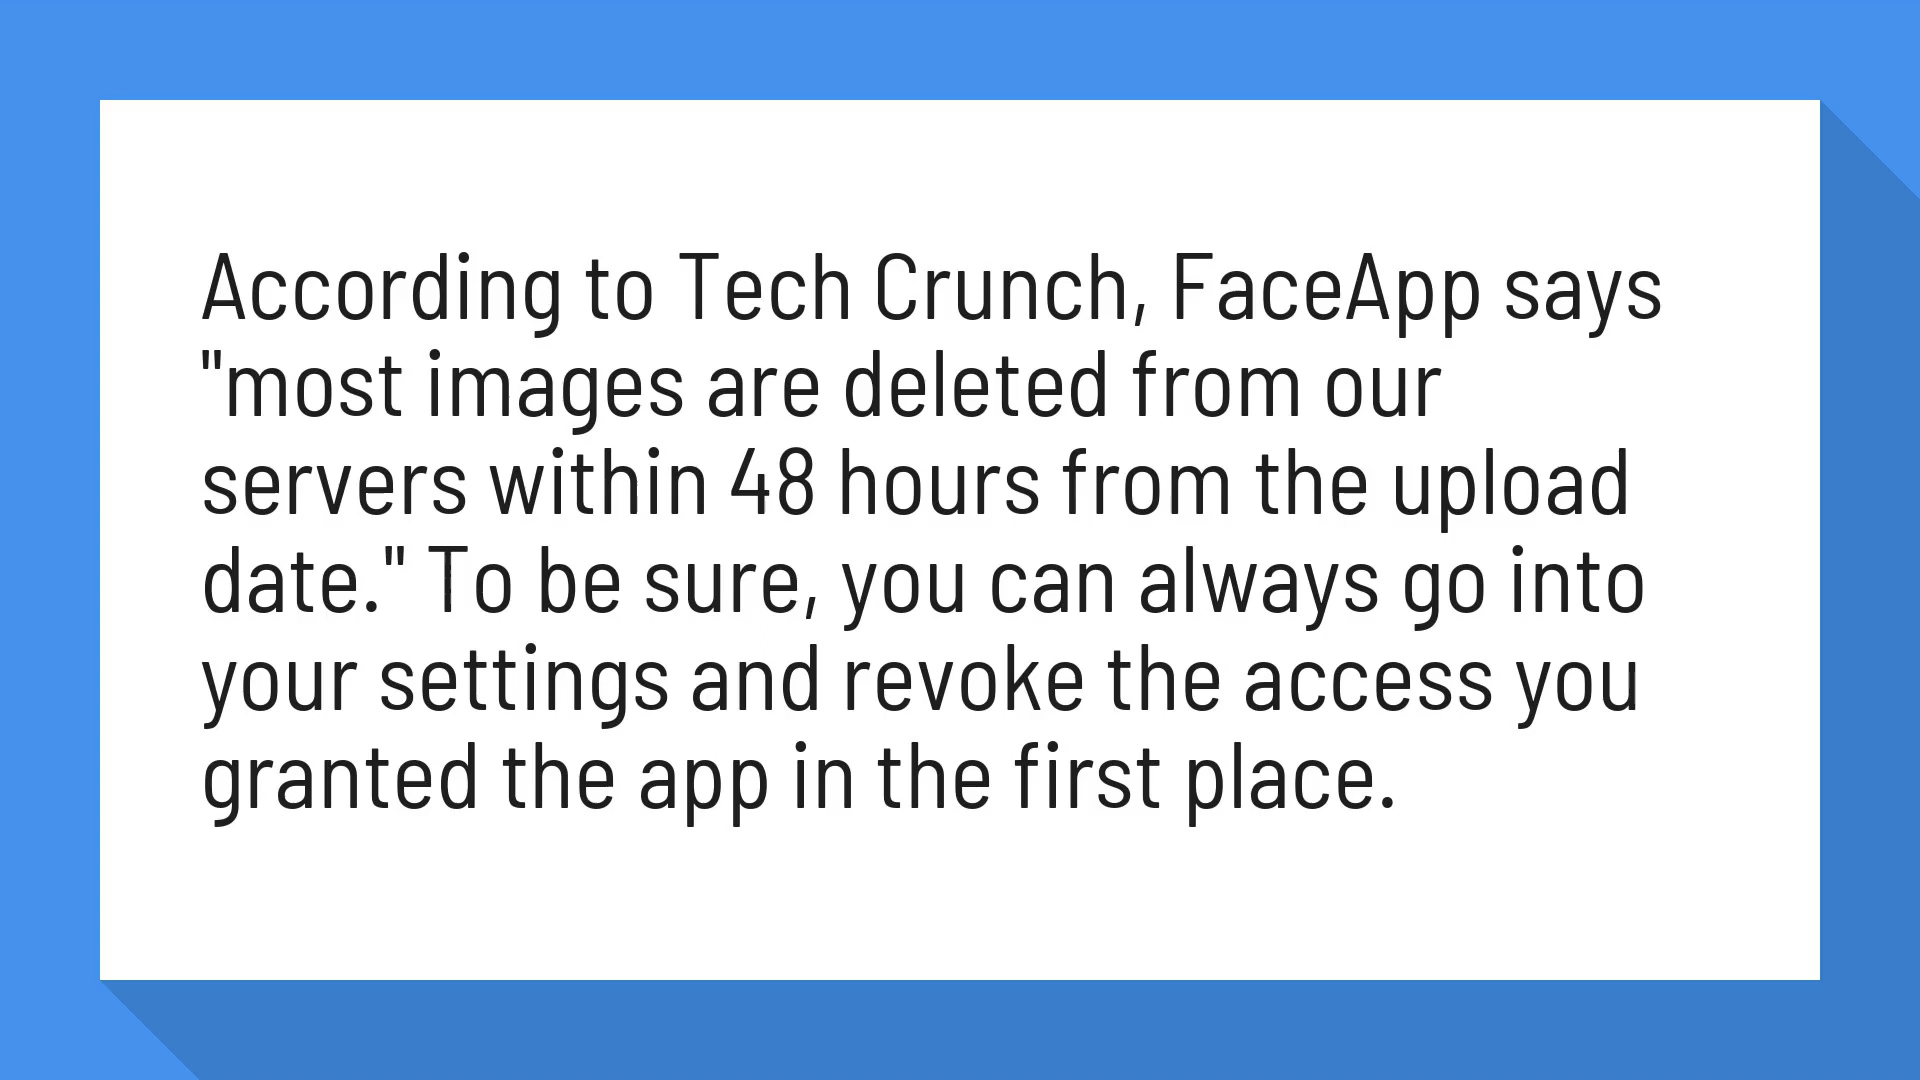 According to Tech Crunch, FaceApp says
"most images are deleted from our
servers within 48 hours from the upload
date." To be sure, you can always go into
your settings and revoke the access you
granted the app in the first place.